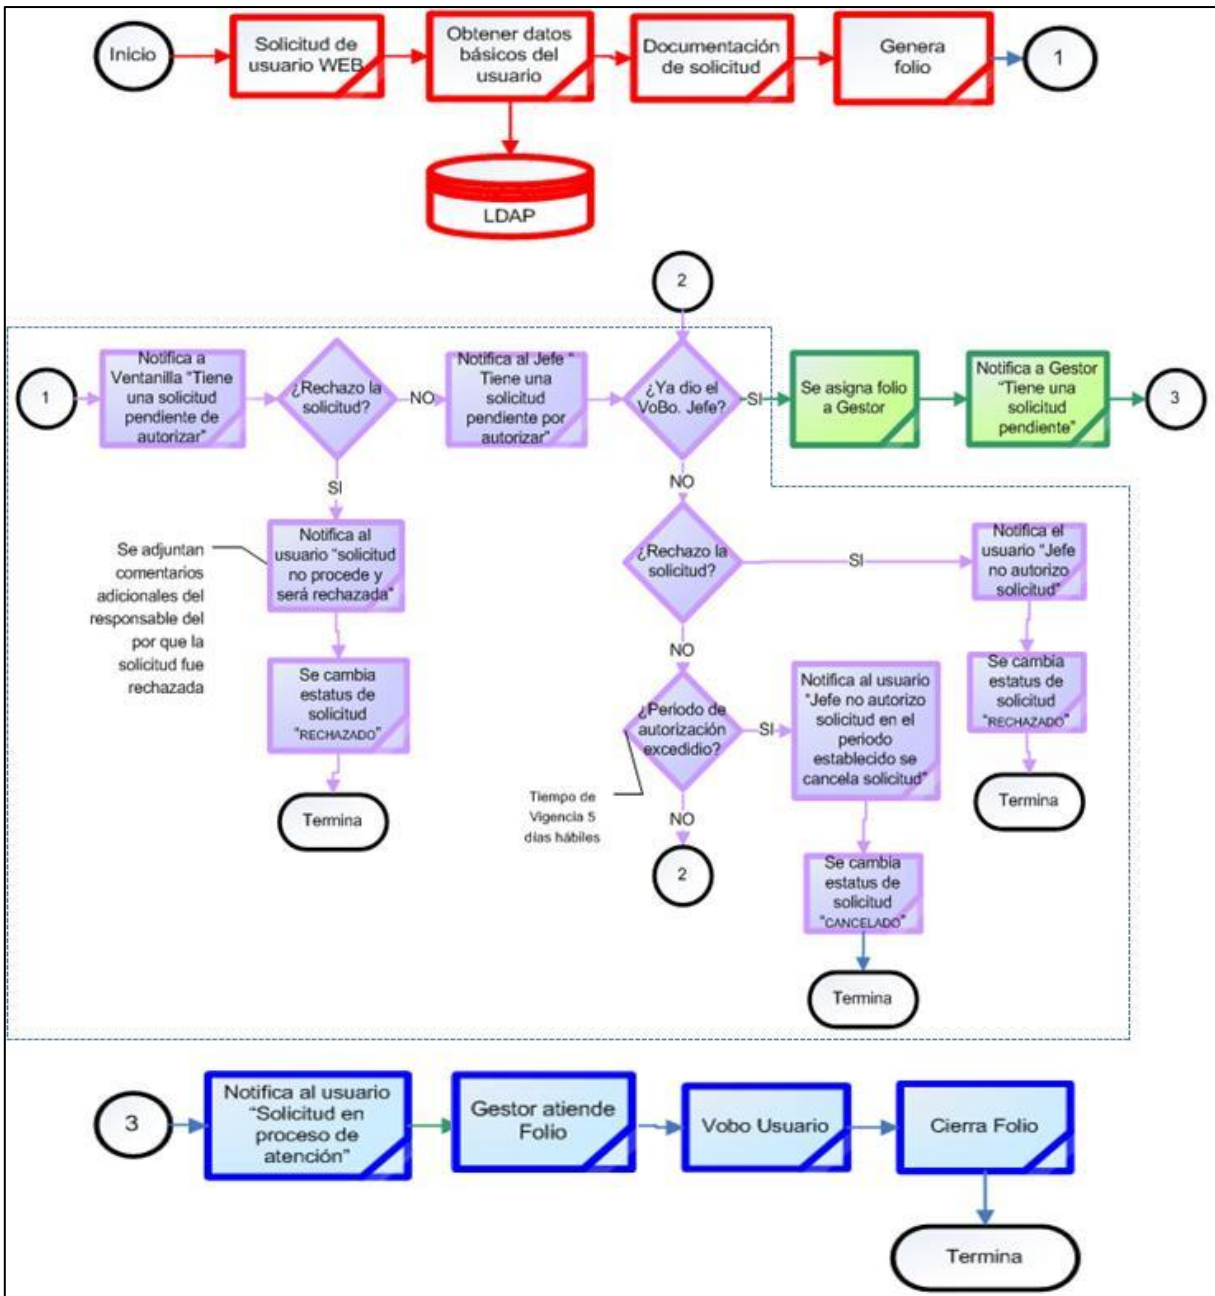 Inicio
Solicitud de
usuario WEB
Obtener datos
básicos del
usuario
Documentación
de solicitud
Genera
folio
1
LDAP
2
1
Notifica a
Ventanilla “Tiene
una solicitud
pendiente de
autorizar”
¿Rechazo la
solicitud?
NO
Notifica al Jefe “
Tiene una
solicitud
pendiente por
autorizar”
¿Ya dio el
VoBo. Jefe?
SI
Se asigna folio
a Gestor
Notifica a Gestor
“Tiene una
solicitud
pendiente”
3
SI
NO
Se adjuntan
comentarios
adicionales del
responsable del
por que la
solicitud fue
rechazada
Notifica al
usuario “solicitud
no procede y
será rechazada”
¿Rechazo la
solicitud?
SI
Notifica el
usuario “Jefe
no autorizo
solicitud”
NO
Se cambia
estatus de
solicitud
“RECHAZADO”
Se cambia
estatus de
solicitud
“RECHAZADO”
¿Periodo de
autorización
excedidio?
SI
Notifica al usuario
“Jefe no autorizo
solicitud en el
periodo
establecido se
cancela solicitud”
Termina
Termina
Tiempo de
Vigencia 5
días hábiles
NO
2
Se cambia
estatus de
solicitud
“CANCELADO”
Termina
3
Notifica al usuario
“Solicitud en
proceso de
atención”
Gestor atiende
Folio
Vobo Usuario
Cierra Folio
Termina